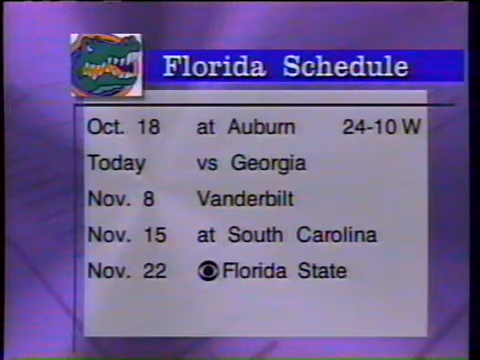 Florida Schedule
Oct. 18 at Auburn 24-10 W
Today vs Georgia
Nov. 8 Vanderbilt
Nov. 15 at South Carolina
Nov. 22 Florida State